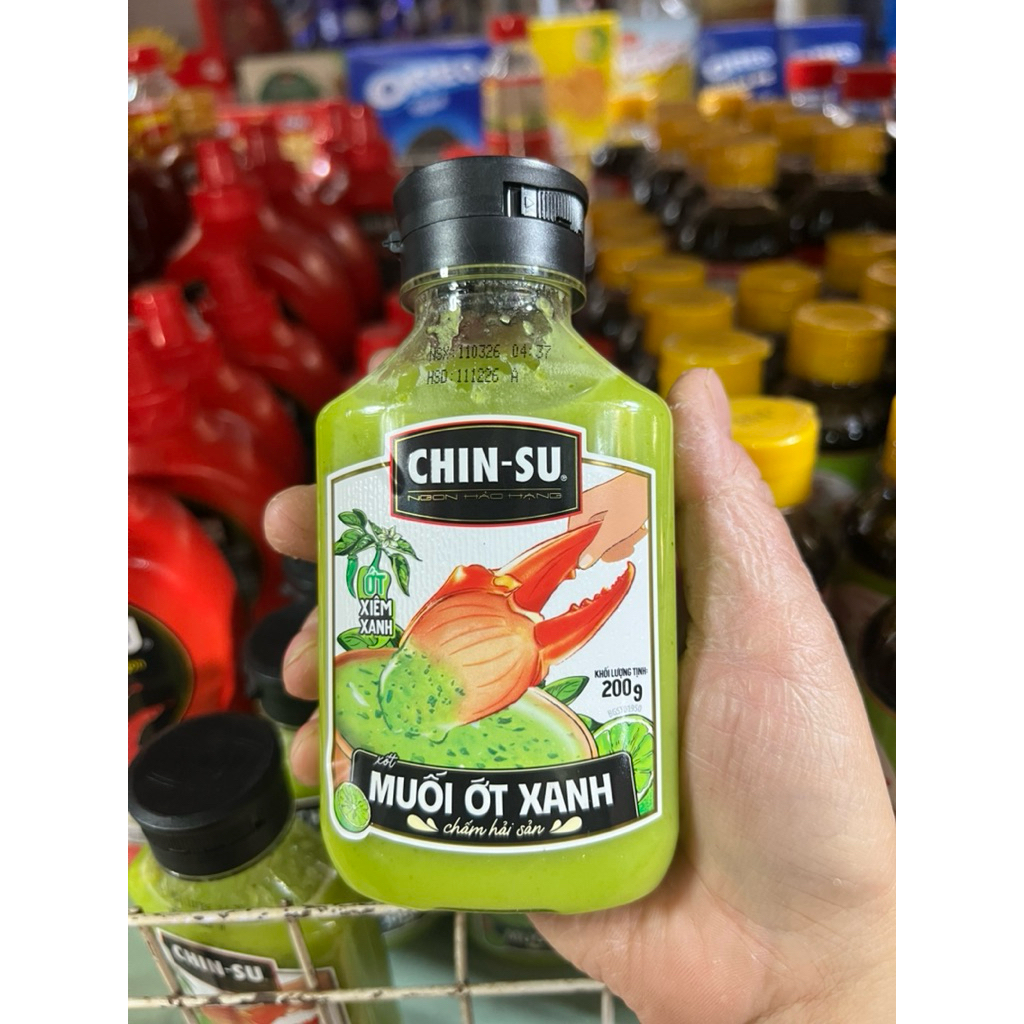 OREO
NSX:110326 04:37
HSD:111226 A
CHIN-SU®
NGON HẢO HẠNG
ỚT
XIÊM
XANH
KHỐI LƯỢNG TỊNH:
200g
xốt
MUỐI ỚT XANH
chấm hải sản
CHIN-SU